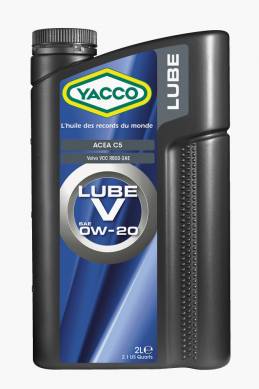 YACCO
LUBE
L'huile des records du monde
ACEA C5
Volvo VCC RBS0-2AE
LUBE
V
SAE
0W-20
2L℮
2.1 US Quarts